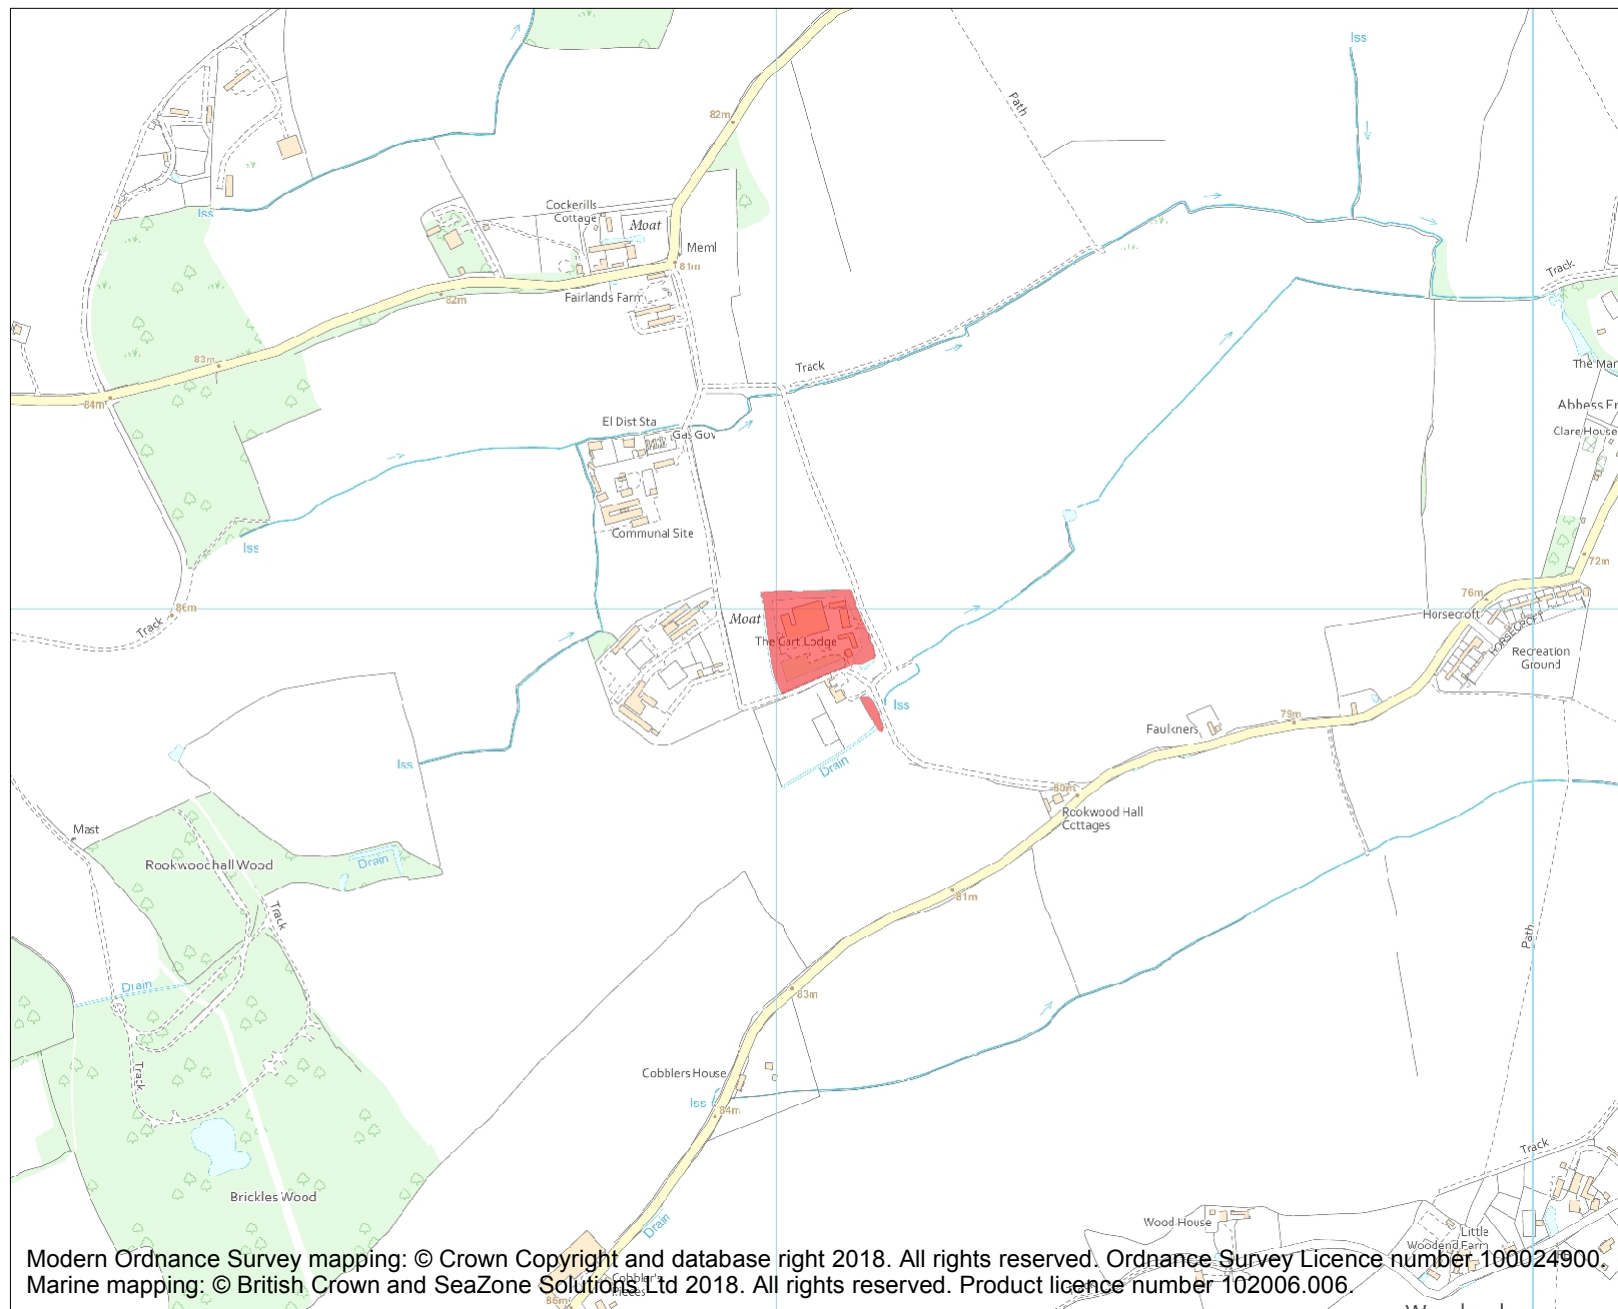 Iss
Path
82m
Iss
Cockerills
Cottage
Moat
Meml
81m
Track
82m
Fairlands Farm
83m
Track
The Mar
84m
Abbess
El Dist Sta
Gas Gov
Clare House
Communal Site
Iss
72m
76m
86m
Moat
Horsecroft
HORSECROFT
Track
The Cart Lodge
Recreation
Ground
Iss
79m
Faulkners
Iss
Drain
80m
Rookwood Hall
Cottages
Mast
Rookwoodhall Wood
Drain
81m
Track
Path
Drain
83m
Track
Cobblers House
Iss
84m
Track
Brickles Wood
Drain
Wood House
Little
Woodend Farm
Modern Ordnance Survey mapping: © Crown Copyright and database right 2018. All rights reserved. Ordnance Survey Licence number 100024900.
Marine mapping: © British Crown and SeaZone Solutions Ltd 2018. All rights reserved. Product licence number 102006.006.
Cobbler's
Pieces
86m